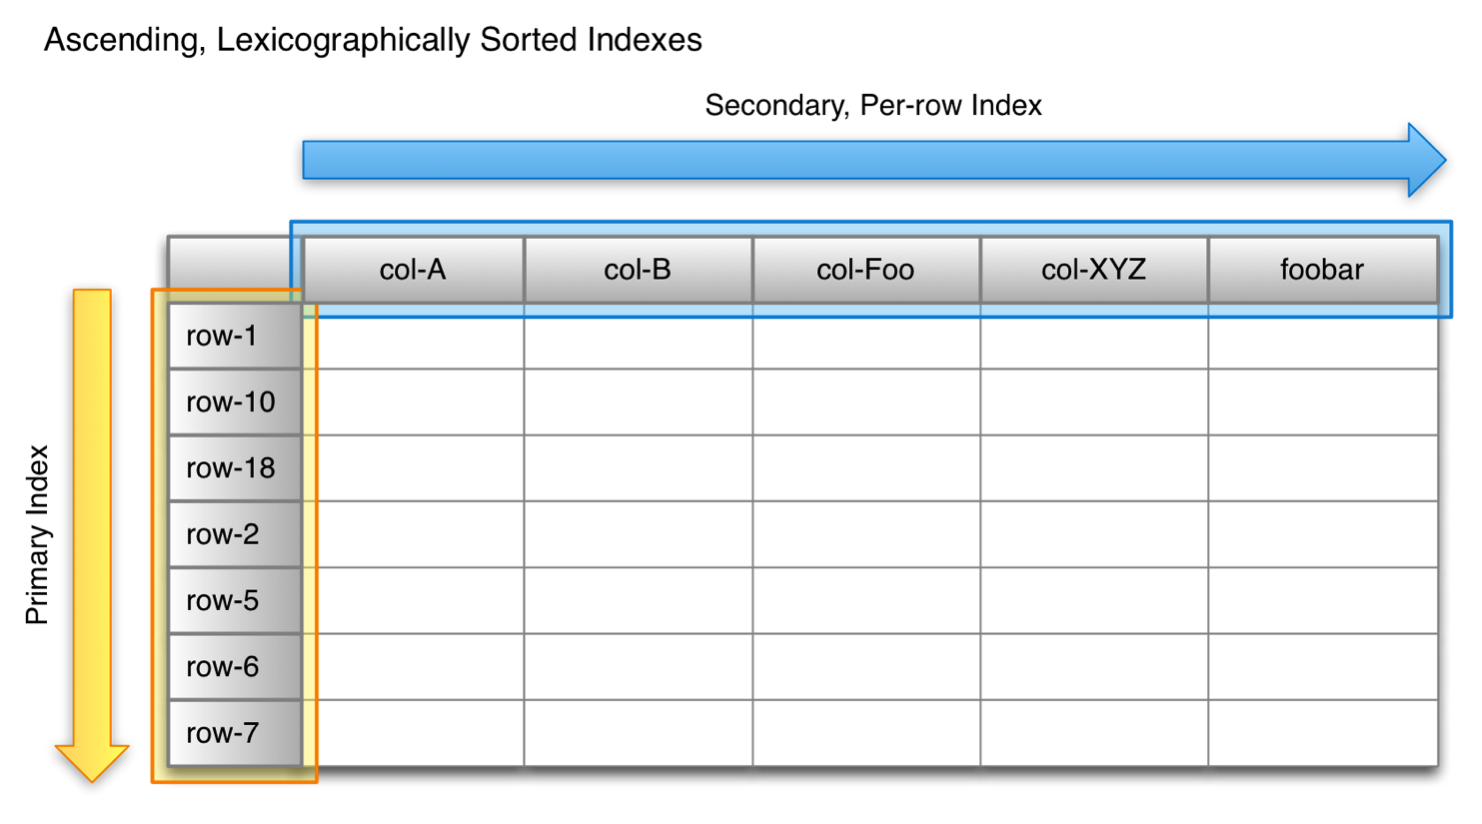 Ascending, Lexicographically Sorted Indexes
Secondary, Per-row Index
col-A col-B col-Foo col-XYZ foobar
Primary Index
row-1
row-10
row-18
row-2
row-5
row-6
row-7